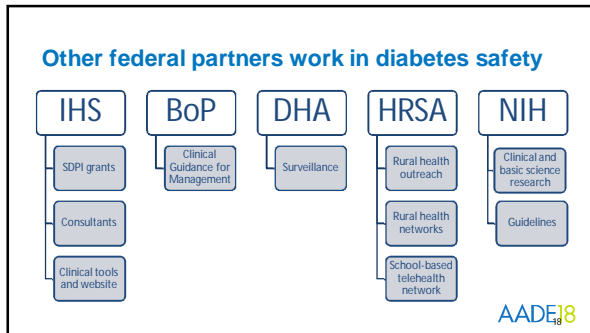 Other federal partners work in diabetes safety
IHS
BoP
DHA
HRSA
NIH
SDPI grants
Consultants
Clinical tools
and website
Clinical
Guidance for
Management
Surveillance
Rural health
outreach
Rural health
networks
School-based
telehealth
network
Clinical and
basic science
research
Guidelines
AADE18
18